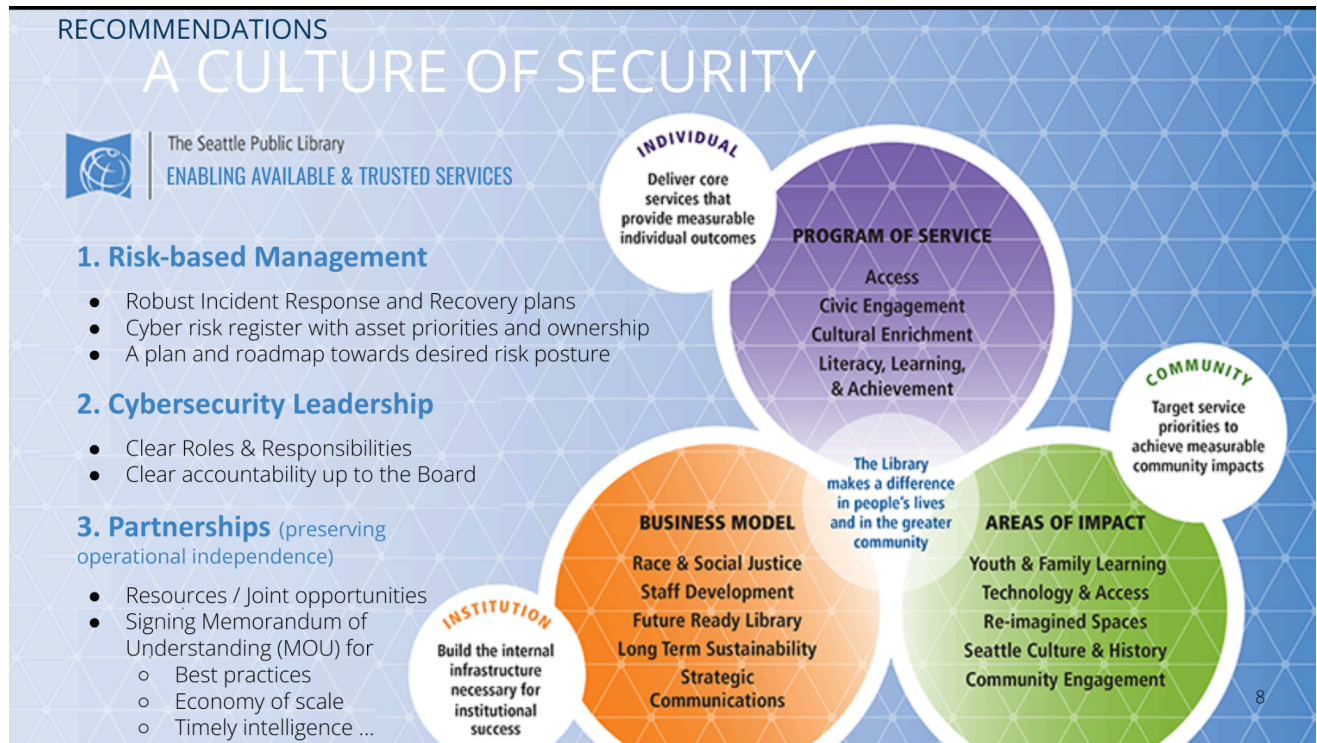 RECOMMENDATIONS
A CULTURE OF SECURITY
The Seattle Public Library
ENABLING AVAILABLE & TRUSTED SERVICES
1. Risk-based Management
● Robust Incident Response and Recovery plans
● Cyber risk register with asset priorities and ownership
● A plan and roadmap towards desired risk posture
2. Cybersecurity Leadership
● Clear Roles & Responsibilities
● Clear accountability up to the Board
3. Partnerships (preserving
operational independence)
● Resources / Joint opportunities
● Signing Memorandum of
Understanding (MOU) for
○ Best practices
○ Economy of scale
○ Timely intelligence ...
INDIVIDUAL
Deliver core
services that
provide measurable
individual outcomes
PROGRAM OF SERVICE
Access
Civic Engagement
Cultural Enrichment
Literacy, Learning,
& Achievement
COMMUNITY
Target service
priorities to
achieve measurable
community impacts
The Library
makes a difference
in people's lives
and in the greater
community
BUSINESS MODEL
Race & Social Justice
Staff Development
Future Ready Library
Long Term Sustainability
Strategic
Communications
AREAS OF IMPACT
Youth & Family Learning
Technology & Access
Re-imagined Spaces
Seattle Culture & History
Community Engagement
INSTITUTION
Build the internal
infrastructure
necessary for
institutional
success
8